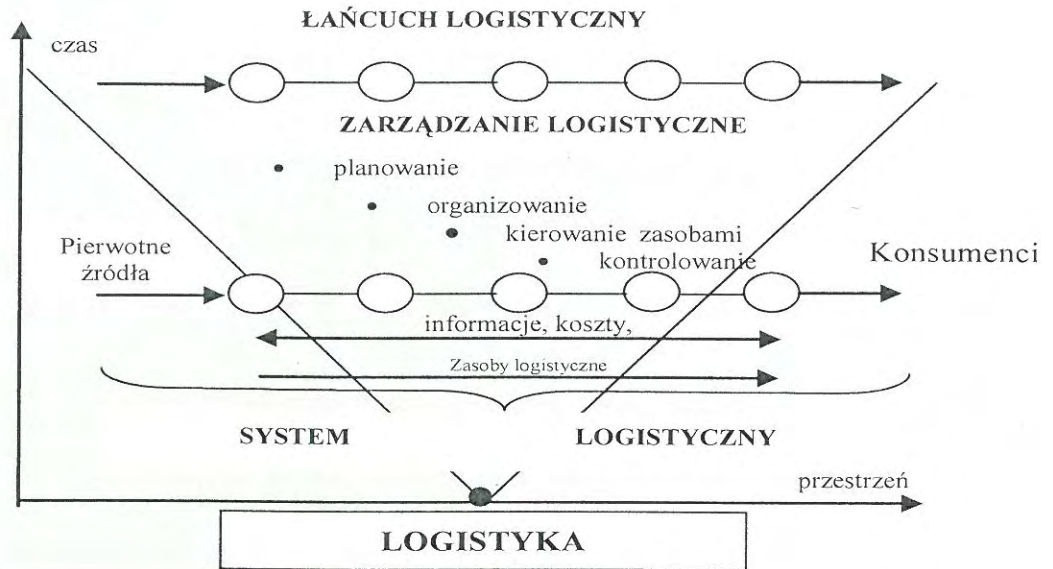 ŁAŃCUCH LOGISTYCZNY
czas
ZARZĄDZANIE LOGISTYCZNE
• planowanie
• organizowanie
• kierowanie zasobami
• kontrolowanie
Pierwotne
źródła
Konsumenci
informacje, koszty,
Zasoby logistyczne
SYSTEM LOGISTYCZNY
przestrzeń
LOGISTYKA